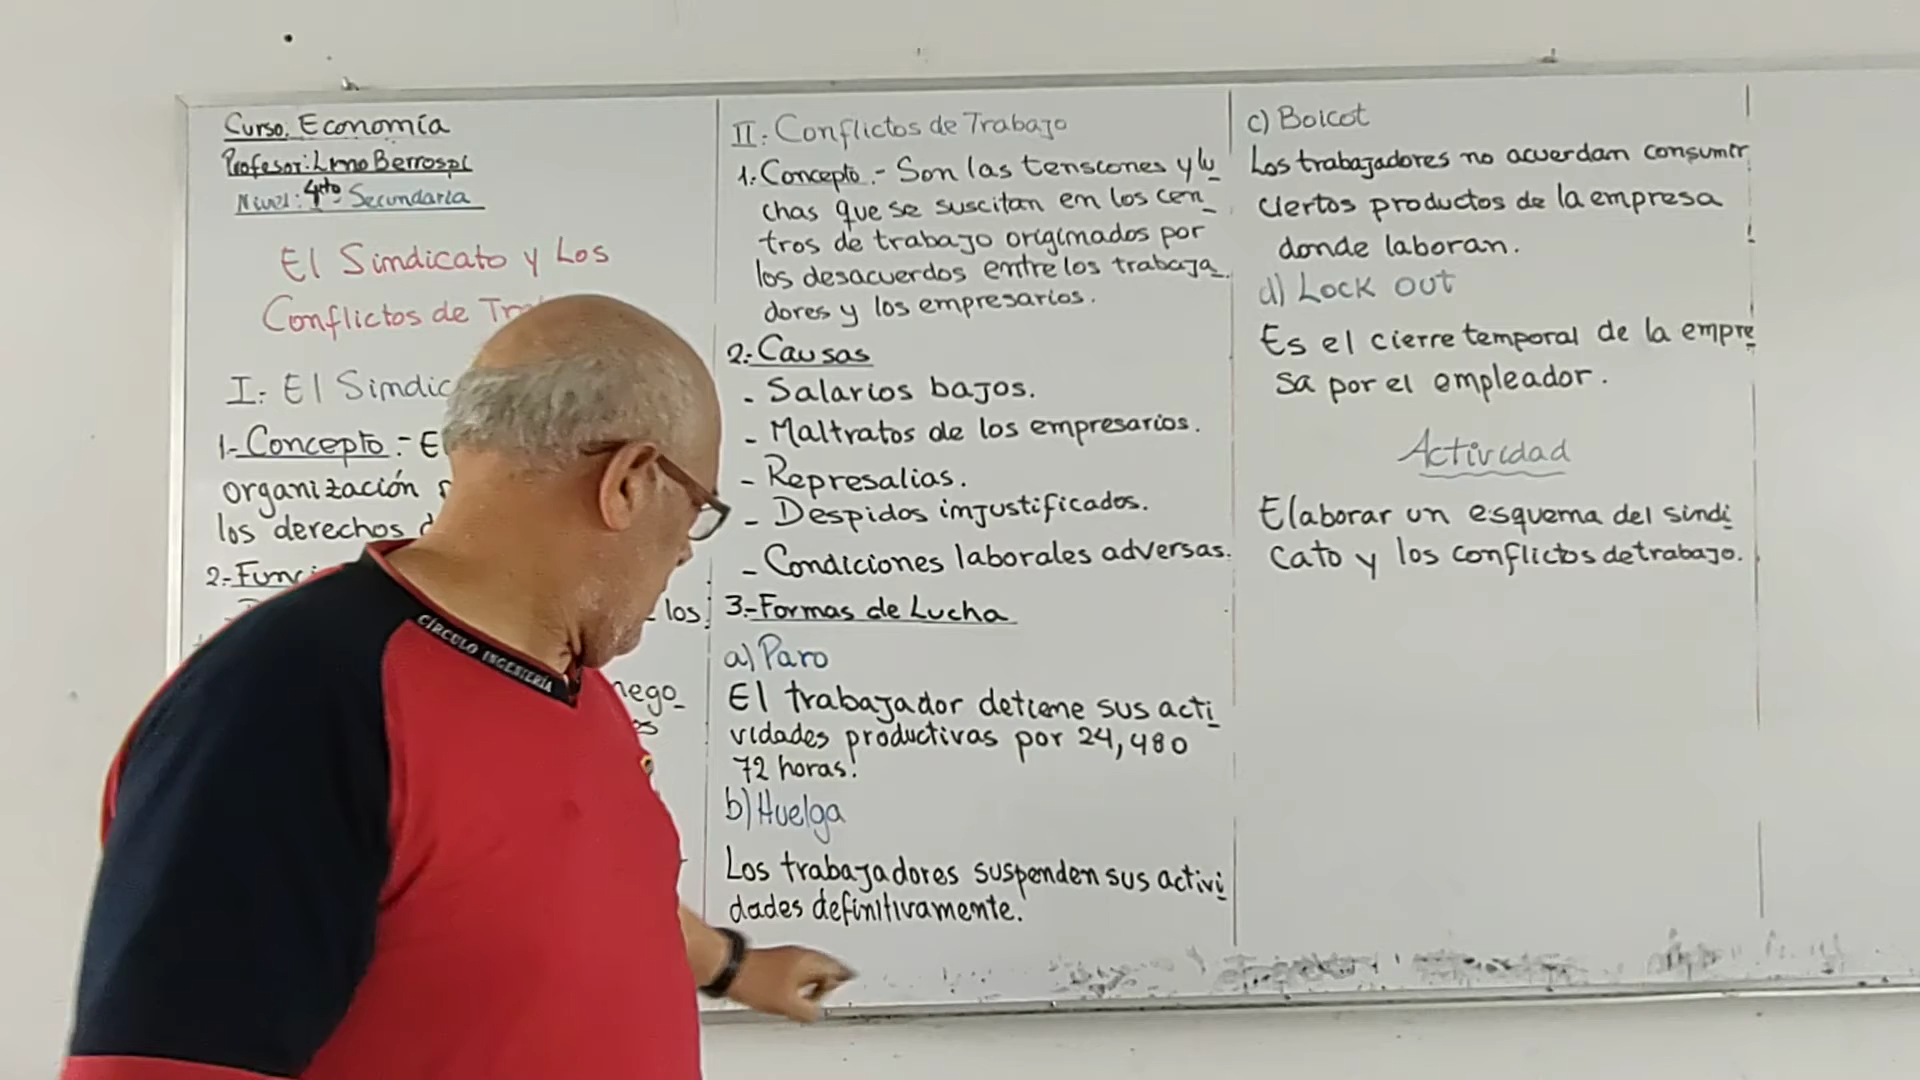 Curso: Economía
Profesor: Lino Berrospi
Nivel: 4to Secundaria
El Sindicato y Los
Conflictos de
I.- El Sindic
1.- Concepto:- E
organización
los derechos
2.- Funci
los
nego_
II.- Conflictos de Trabajo
1.- Concepto.- Son las tensiones y lu
chas que se suscitan en los cen_
tros de trabajo originados por
los desacuerdos entre los trabaja_
dores y los empresarios.
2.- Causas
- Salarios bajos.
- Maltratos de los empresarios.
- Represalias.
- Despidos injustificados.
- Condiciones laborales adversas.
3.- Formas de Lucha
a) Paro
El trabajador detiene sus acti
vidades productivas por 24, 48 o
72 horas.
b) Huelga
Los trabajadores suspenden sus activi
dades definitivamente.
c) Boicot
Los trabajadores no acuerdan consumir
ciertos productos de la empresa
donde laboran.
d) Lock out
Es el cierre temporal de la empre
sa por el empleador.
Actividad
Elaborar un esquema del sindi
cato y los conflictos de trabajo.
CÍRCULO INGENIERÍA